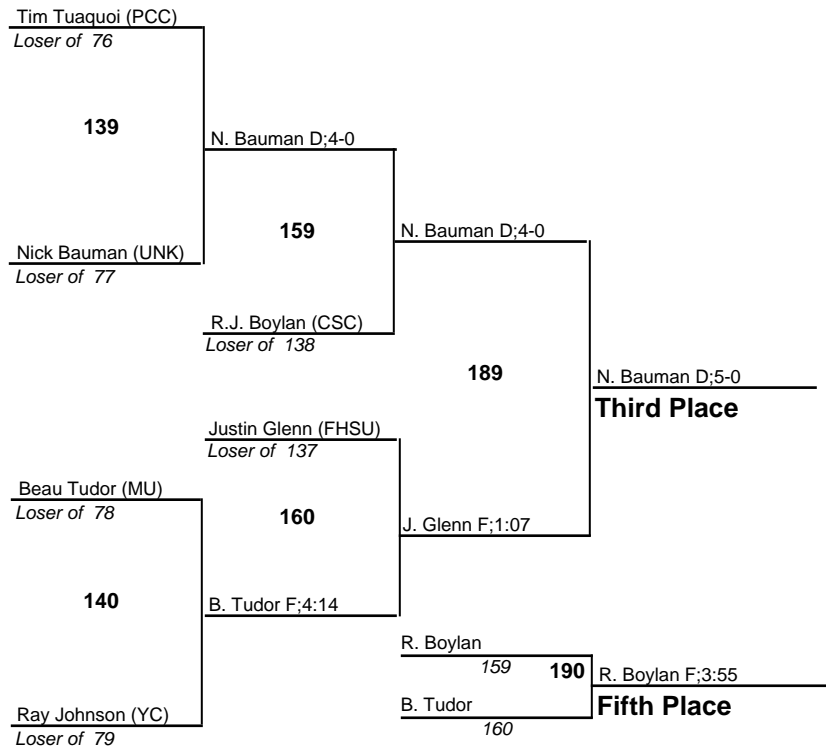 Tim Tuaquoi (PCC)
Loser of 76
139
N. Bauman D;4-0
Nick Bauman (UNK)
Loser of 77
159
N. Bauman D;4-0
R.J. Boylan (CSC)
Loser of 138
189
N. Bauman D;5-0
Third Place
Justin Glenn (FHSU)
Loser of 137
Beau Tudor (MU)
Loser of 78
160
J. Glenn F;1:07
140
B. Tudor F;4:14
Ray Johnson (YC)
Loser of 79
R. Boylan
159
190
R. Boylan F;3:55
Fifth Place
B. Tudor
160